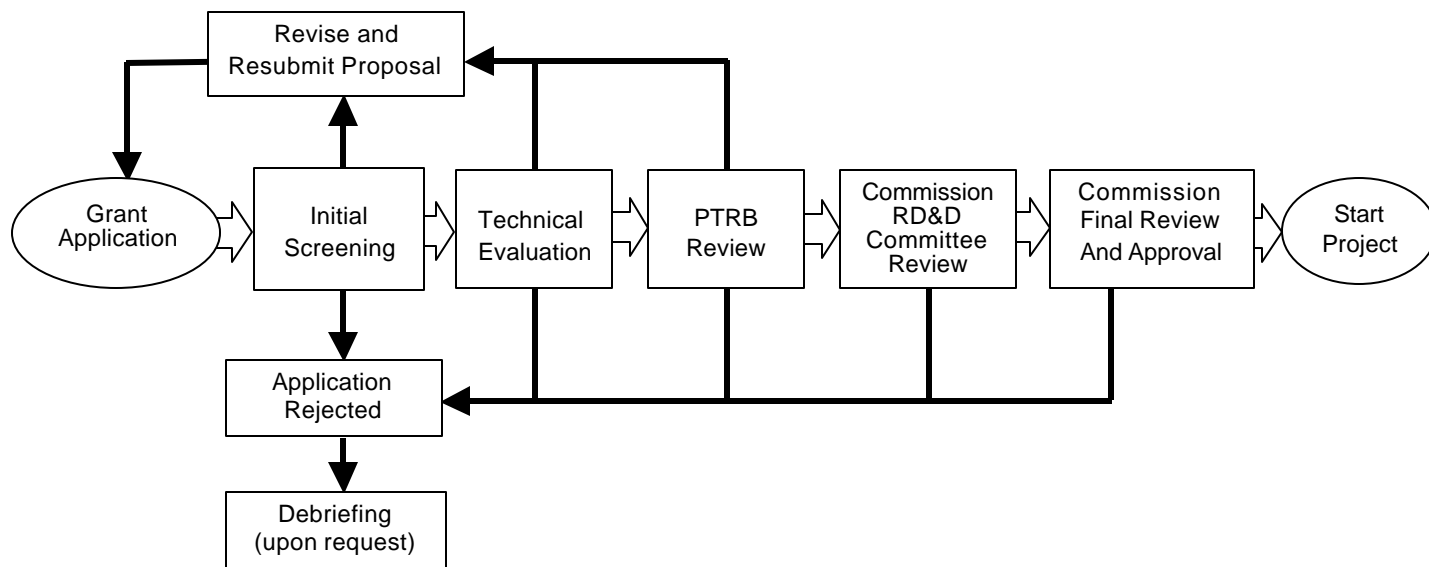 Revise and
Resubmit Proposal
Grant
Application
Initial
Screening
Technical
Evaluation
PTRB
Review
Commission
RD&D
Committee
Review
Commission
Final Review
And Approval
Start
Project
Application
Rejected
Debriefing
(upon request)